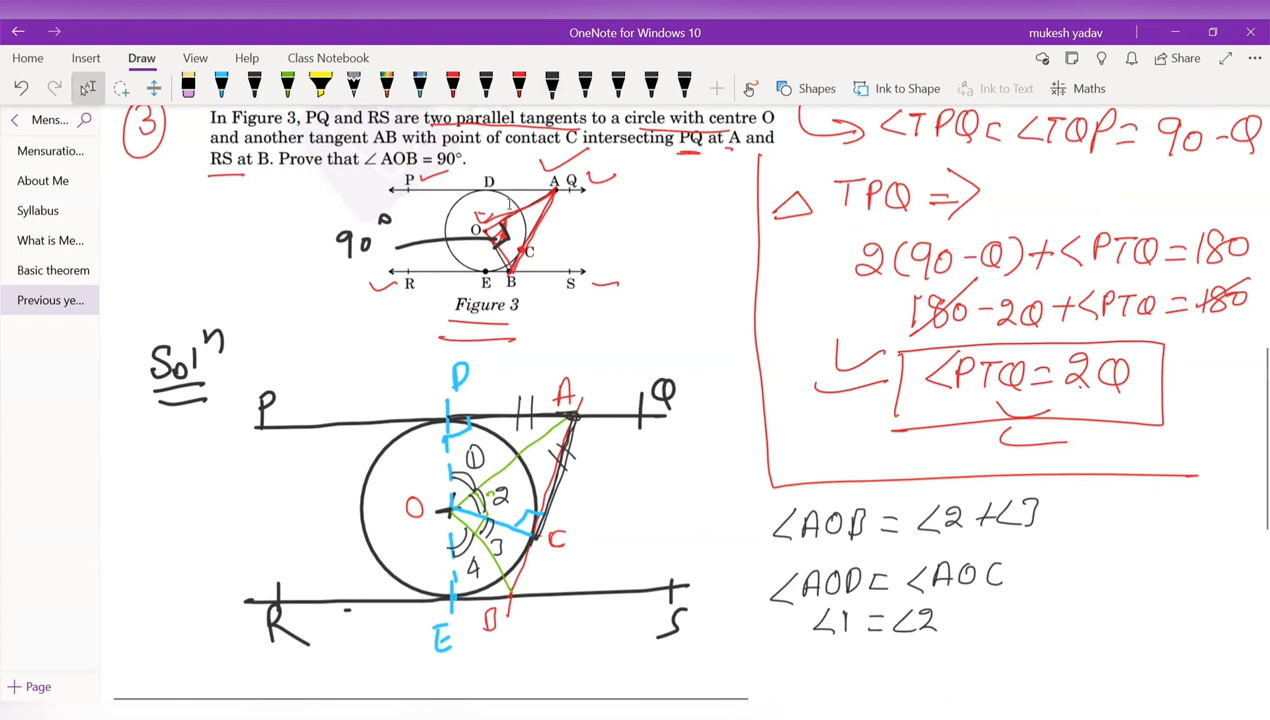 OneNote for Windows 10
mukesh yadav
Home
Insert
Draw
View
Help
Class Notebook
Share
Shapes
Ink to Shape
Ink to Text
Maths
Mens...
Mensuratio...
About Me
Syllabus
What is Me...
Basic theorem
Previous ye...
Page
3
In Figure 3, PQ and RS are two parallel tangents to a circle with centre O
and another tangent AB with point of contact C intersecting PQ at A and
RS at B. Prove that ∠ AOB = 90°.
P D A Q
O
C
R E B S
90°
Figure 3
Solⁿ
P D A Q
1
2
O
3
C
4
R E B S
∠TPQ = ∠TQP = 90 - Q
△ TPQ ⇒
2(90 - Q) + ∠PTQ = 180
180 - 2Q + ∠PTQ = 180
∠PTQ = 2Q
∠AOB = ∠2 + ∠3
∠AOD = ∠AOC
∠1 = ∠2